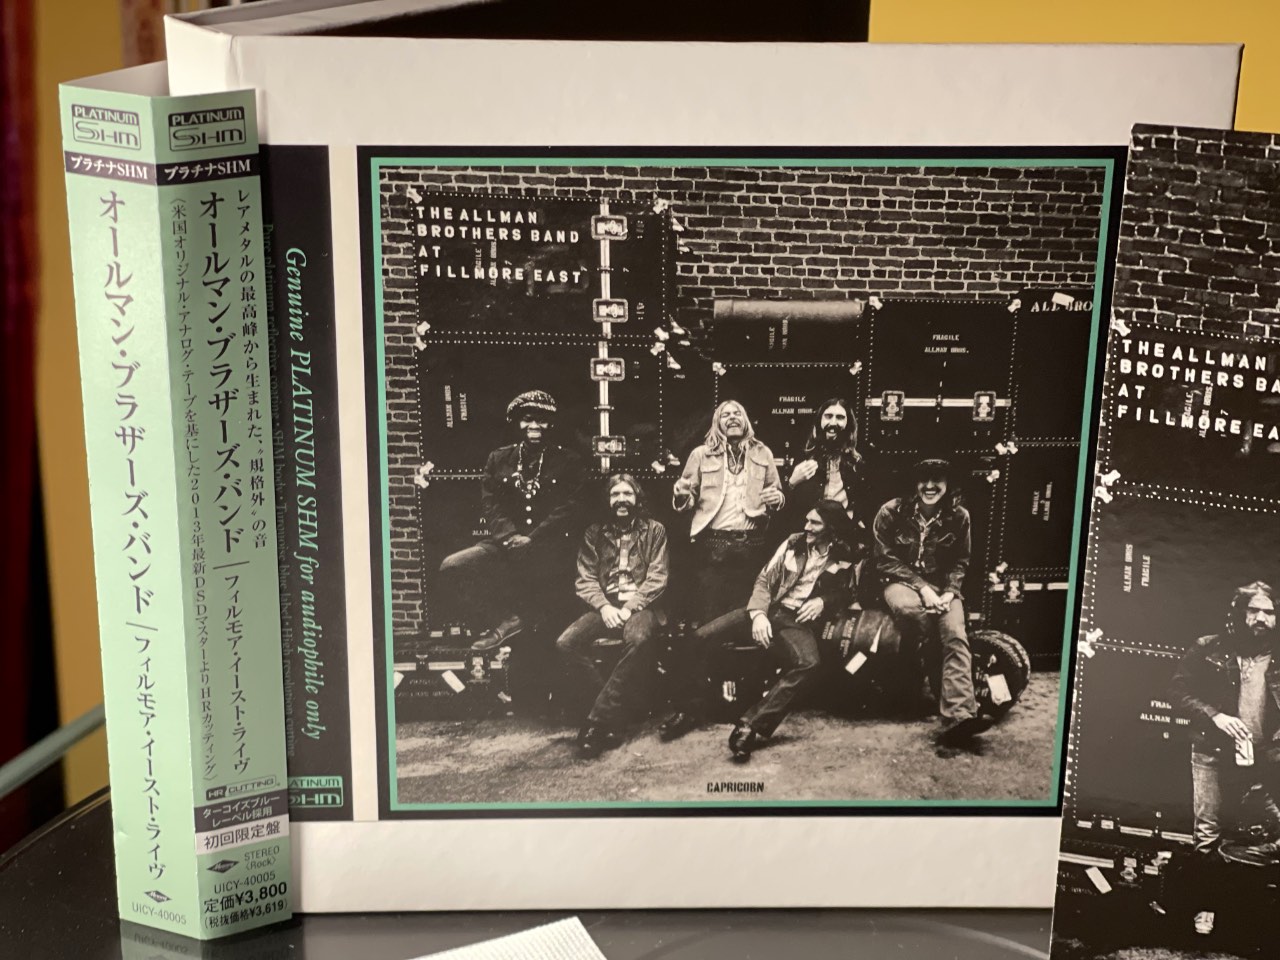 PLATINUM
SHM
プラチナSHM
オールマン・ブラザーズ・バンド|フィルモア・イースト・ライヴ
UICY-40005
PLATINUM
SHM
プラチナSHM
レアメタルの最高峰から生まれた、“規格外”の音
オールマン・ブラザーズ・バンド|フィルモア・イースト・ライヴ
〈米国オリジナル・アナログ・テープを基にした2013年最新DSDマスターよりHRカッティング〉
HR CUTTING
ターコイズブルー
レーベル採用
初回限定盤
STEREO
(Rock)
UICY-40005
定価¥3,800
(税抜価格¥3,619)
Genuine PLATINUM SHM for audiophile only
ATINUM
SHM
THE ALLMAN
BROTHERS BAND
AT
FILLMORE EAST
FRAGILE
ALLMAN BROS.
FRAGILE
ALLMAN BROS.
ALLMAN BROS
FRAGILE
ALL BRO
CAPRICORN
THE ALLMAN
BROTHERS BA
AT
FILLMORE EA
ALLMAN BROS
FRAGILE